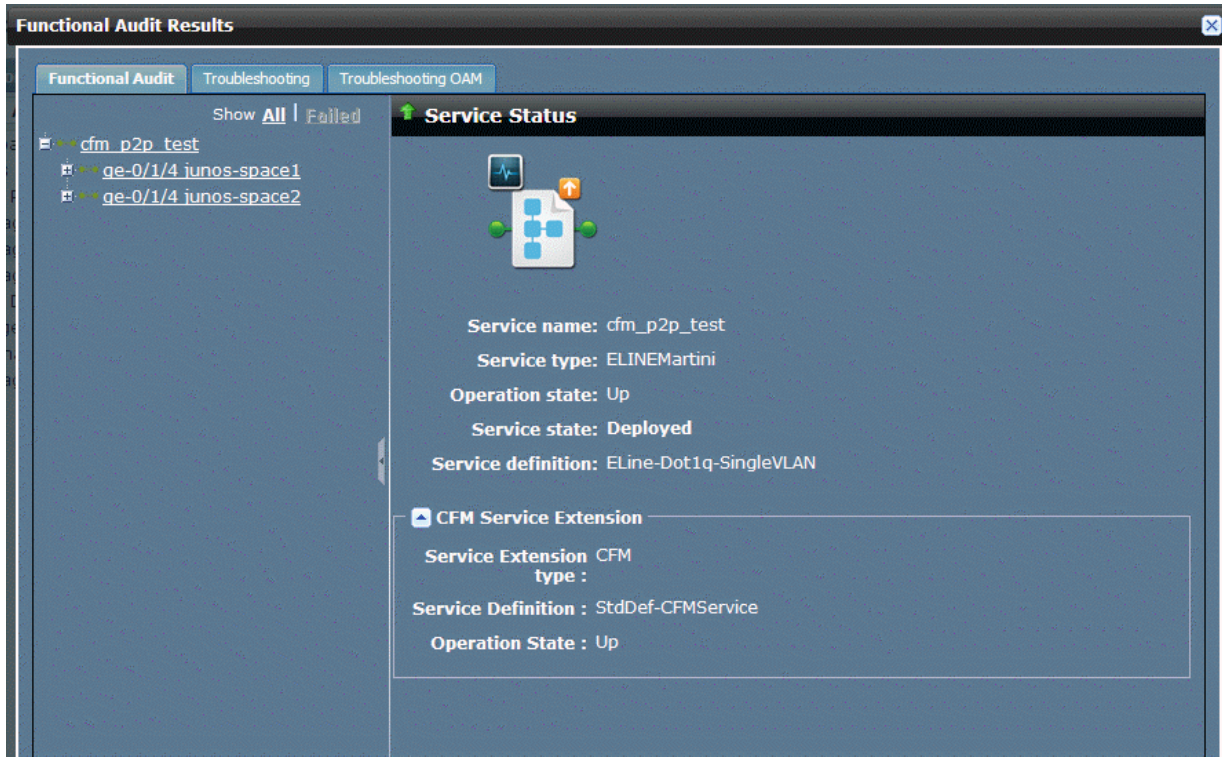 Functional Audit Results
Functional Audit
Troubleshooting
Troubleshooting OAM
Show All | Failed
cfm_p2p_test
ge-0/1/4 junos-space1
ge-0/1/4 junos-space2
Service Status
Service name: cfm_p2p_test
Service type: ELINEMartini
Operation state: Up
Service state: Deployed
Service definition: ELine-Dot1q-SingleVLAN
CFM Service Extension
Service Extension CFM
type :
Service Definition : StdDef-CFMService
Operation State : Up